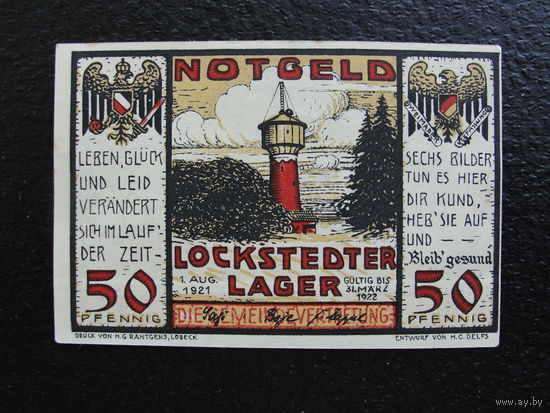 NOTGELD
LEBEN, GLÜCK
UND LEID
VERÄNDERT
SICH IM LAUF'
DER ZEIT -
50
PFENNIG
SECHS BILDER
TUN ES HIER
DIR KUND,
HEB' SIE AUF
UND
Bleib' gesund
50
PFENNIG
LOCKSTEDTER
LAGER
1. AUG.
1921
GÜLTIG BIS
31. MÄRZ
1922
DIE GEMEINDEVERTRETUNG
DRUCK VON H.G. RAHTGENS, LÜBECK.
ENTWURF VON H.C. DELFS
www.ay.by